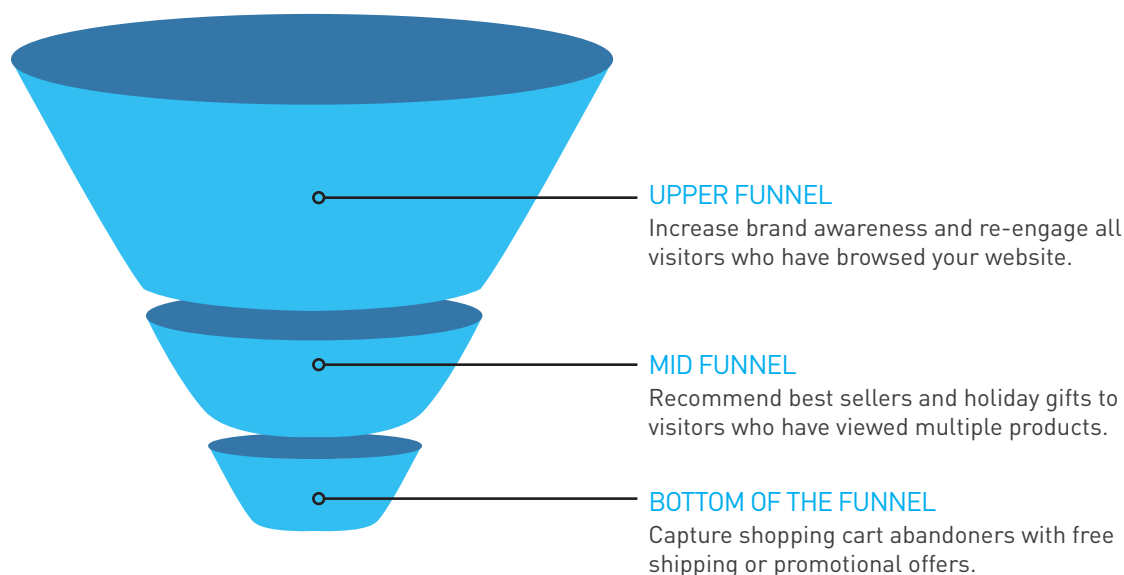 UPPER FUNNEL
Increase brand awareness and re-engage all
visitors who have browsed your website.
MID FUNNEL
Recommend best sellers and holiday gifts to
visitors who have viewed multiple products.
BOTTOM OF THE FUNNEL
Capture shopping cart abandoners with free
shipping or promotional offers.